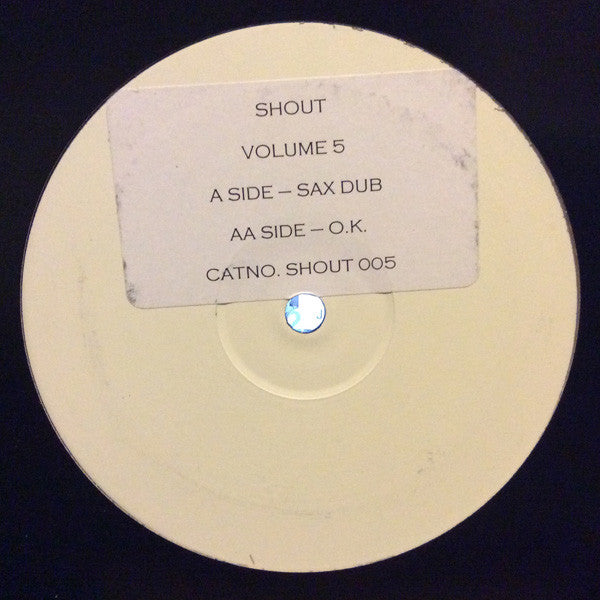 SHOUT
VOLUME 5
A SIDE – SAX DUB
AA SIDE – O.K.
CATNO. SHOUT 005